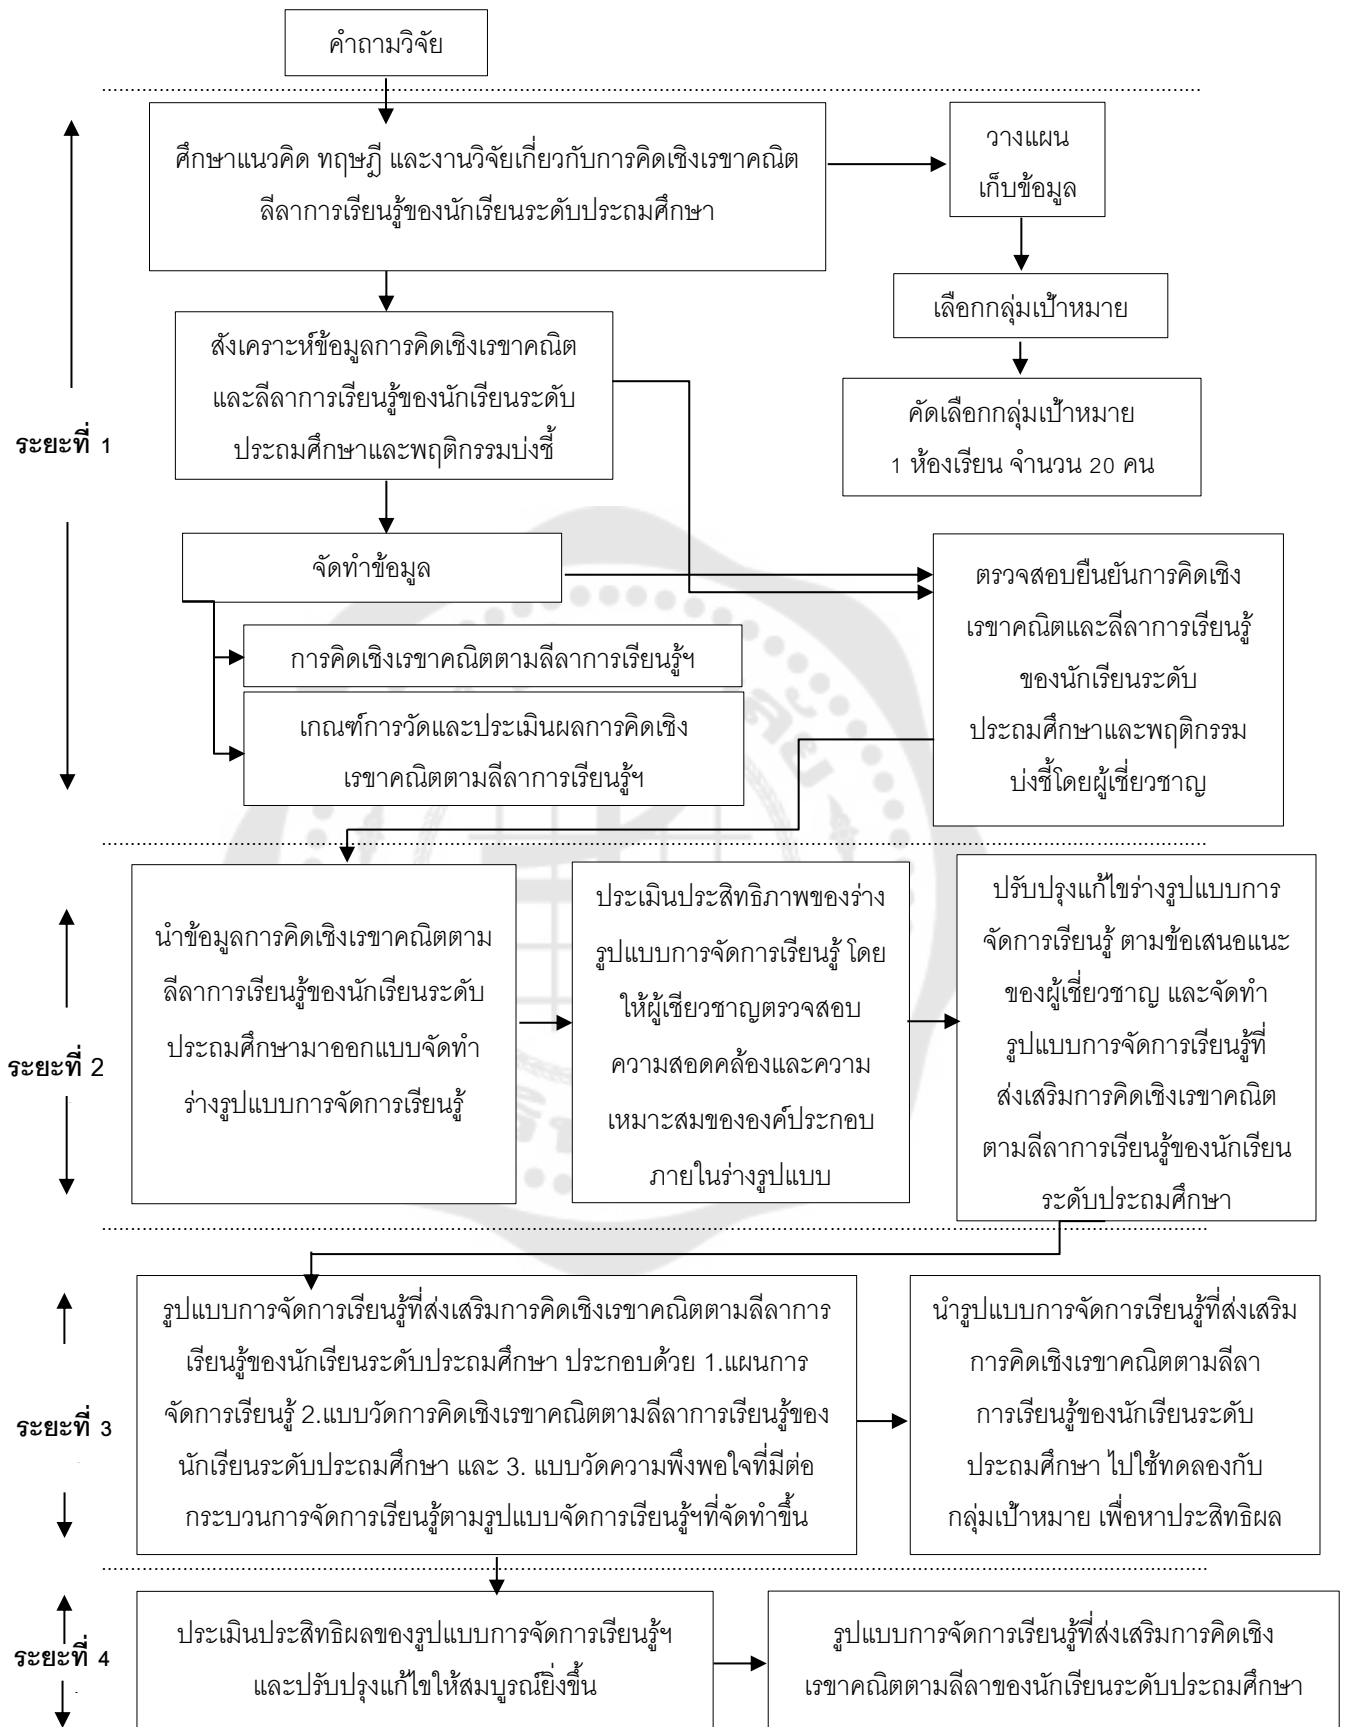 คำถามวิจัย
ศึกษาแนวคิด ทฤษฎี และงานวิจัยเกี่ยวกับการคิดเชิงเรขาคณิต
ลีลาการเรียนรู้ของนักเรียนระดับประถมศึกษา
วางแผน
เก็บข้อมูล
เลือกกลุ่มเป้าหมาย
คัดเลือกกลุ่มเป้าหมาย
1 ห้องเรียน จำนวน 20 คน
สังเคราะห์ข้อมูลการคิดเชิงเรขาคณิต
และลีลาการเรียนรู้ของนักเรียนระดับ
ประถมศึกษาและพฤติกรรมบ่งชี้
ระยะที่ 1
จัดทำข้อมูล
การคิดเชิงเรขาคณิตตามลีลาการเรียนรู้ฯ
เกณฑ์การวัดและประเมินผลการคิดเชิง
เรขาคณิตตามลีลาการเรียนรู้ฯ
ตรวจสอบยืนยันการคิดเชิง
เรขาคณิตและลีลาการเรียนรู้
ของนักเรียนระดับ
ประถมศึกษาและพฤติกรรม
บ่งชี้โดยผู้เชี่ยวชาญ
ระยะที่ 2
นำข้อมูลการคิดเชิงเรขาคณิตตาม
ลีลาการเรียนรู้ของนักเรียนระดับ
ประถมศึกษามาออกแบบจัดทำ
ร่างรูปแบบการจัดการเรียนรู้
ประเมินประสิทธิภาพของร่าง
รูปแบบการจัดการเรียนรู้ โดย
ให้ผู้เชียวชาญตรวจสอบ
ความสอดคล้องและความ
เหมาะสมขององค์ประกอบ
ภายในร่างรูปแบบ
ปรับปรุงแก้ไขร่างรูปแบบการ
จัดการเรียนรู้ ตามข้อเสนอแนะ
ของผู้เชี่ยวชาญ และจัดทำ
รูปแบบการจัดการเรียนรู้ที่
ส่งเสริมการคิดเชิงเรขาคณิต
ตามลีลาการเรียนรู้ของนักเรียน
ระดับประถมศึกษา
ระยะที่ 3
รูปแบบการจัดการเรียนรู้ที่ส่งเสริมการคิดเชิงเรขาคณิตตามลีลาการ
เรียนรู้ของนักเรียนระดับประถมศึกษา ประกอบด้วย 1.แผนการ
จัดการเรียนรู้ 2.แบบวัดการคิดเชิงเรขาคณิตตามลีลาการเรียนรู้ของ
นักเรียนระดับประถมศึกษา และ 3. แบบวัดความพึงพอใจที่มีต่อ
กระบวนการจัดการเรียนรู้ตามรูปแบบจัดการเรียนรู้ฯที่จัดทำขึ้น
นำรูปแบบการจัดการเรียนรู้ที่ส่งเสริม
การคิดเชิงเรขาคณิตตามลีลา
การเรียนรู้ของนักเรียนระดับ
ประถมศึกษา ไปใช้ทดลองกับ
กลุ่มเป้าหมาย เพื่อหาประสิทธิผล
ระยะที่ 4
ประเมินประสิทธิผลของรูปแบบการจัดการเรียนรู้ฯ
และปรับปรุงแก้ไขให้สมบูรณ์ยิ่งขึ้น
รูปแบบการจัดการเรียนรู้ที่ส่งเสริมการคิดเชิง
เรขาคณิตตามลีลาของนักเรียนระดับประถมศึกษา